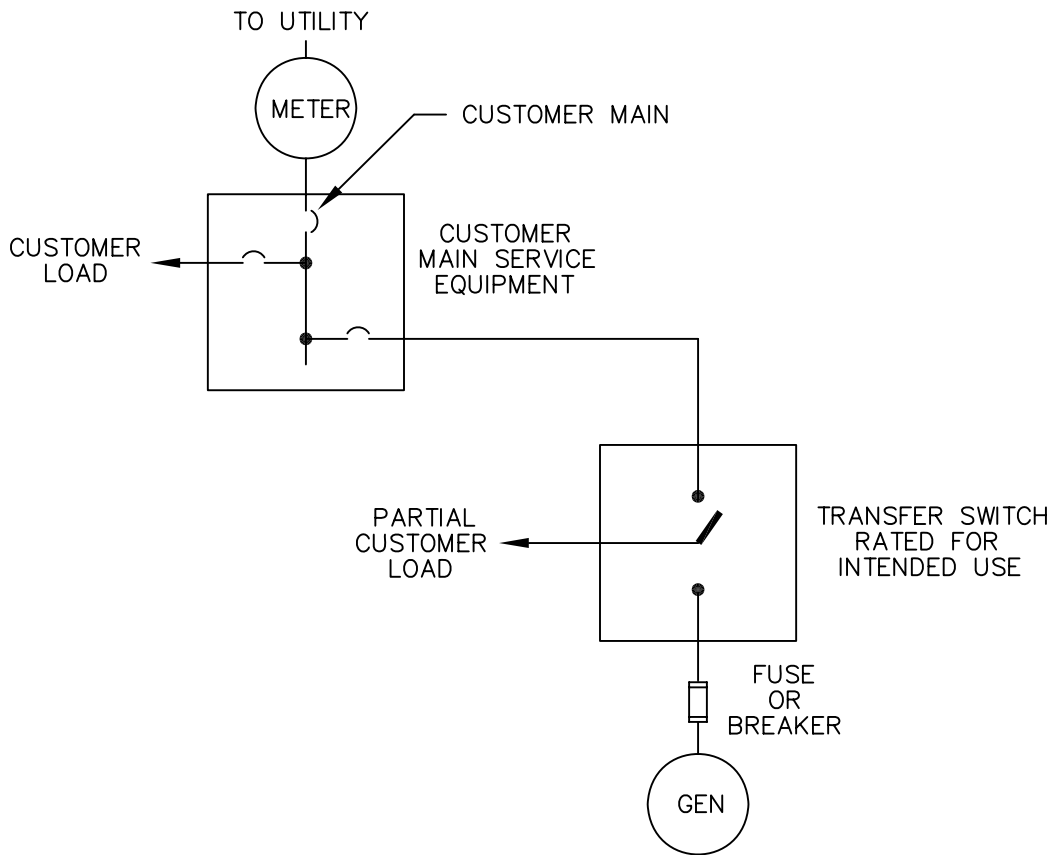 TO UTILITY
METER
CUSTOMER MAIN
CUSTOMER
LOAD
CUSTOMER
MAIN SERVICE
EQUIPMENT
PARTIAL
CUSTOMER
LOAD
TRANSFER SWITCH
RATED FOR
INTENDED USE
FUSE
OR
BREAKER
GEN